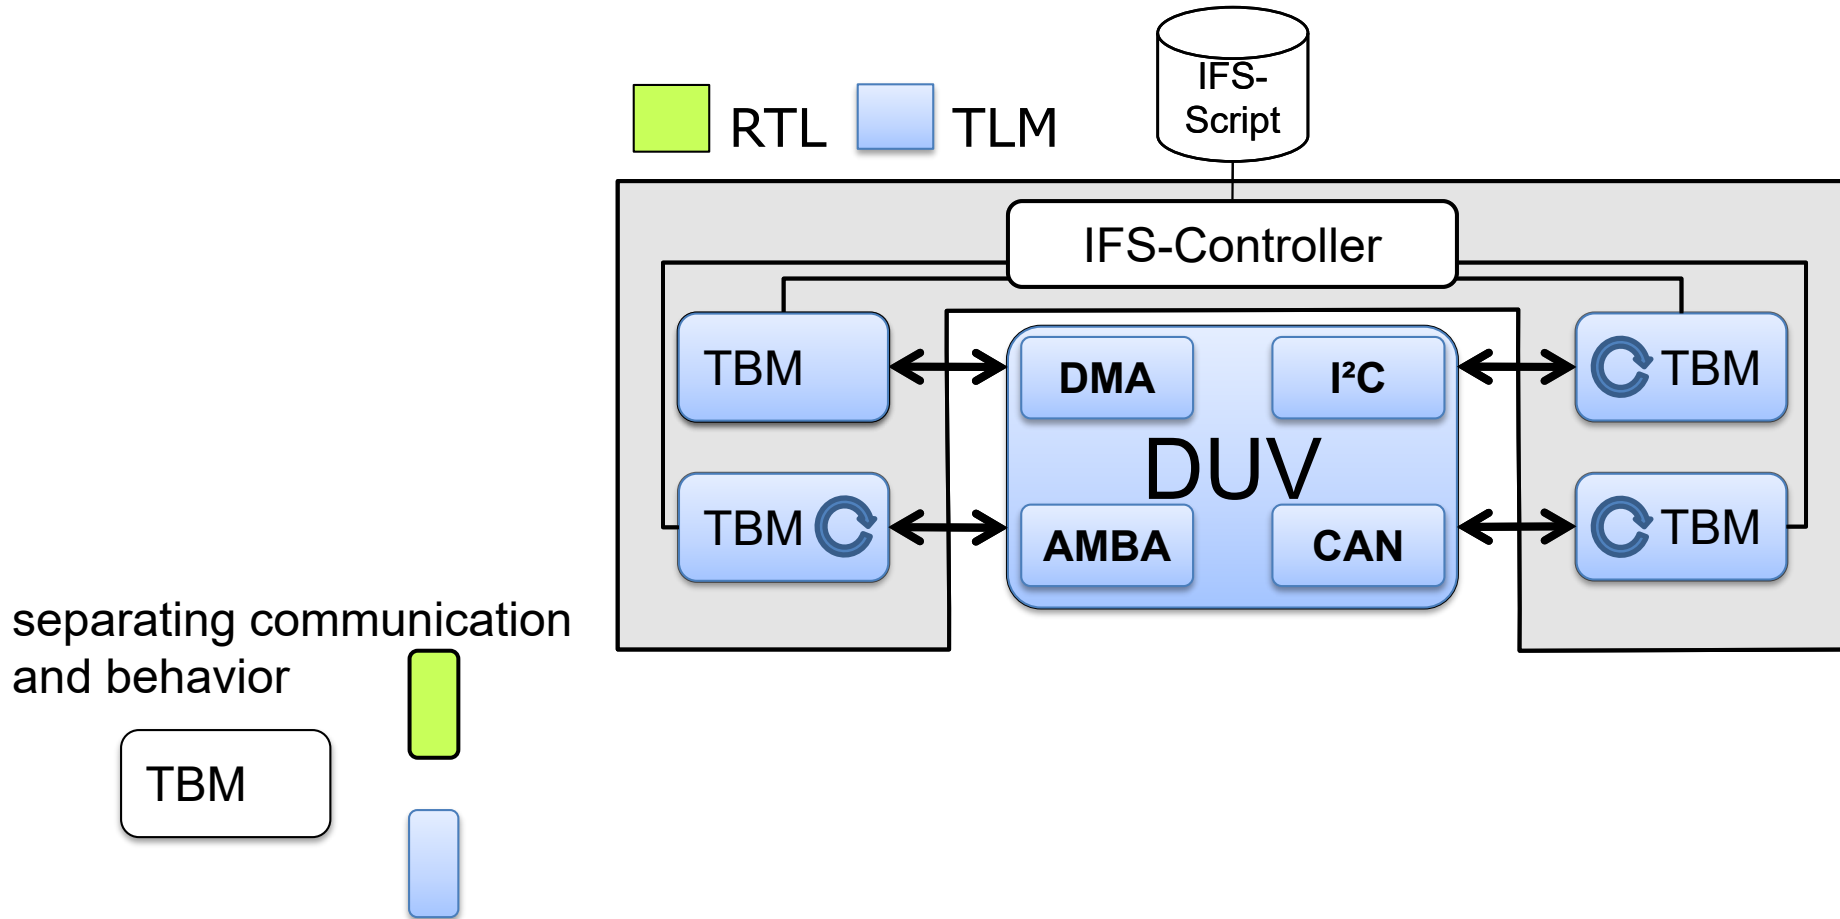 IFS-
Script
RTL
TLM
IFS-Controller
TBM
DMA
I²C
TBM
DUV
TBM
AMBA
CAN
TBM
separating communication
and behavior
TBM